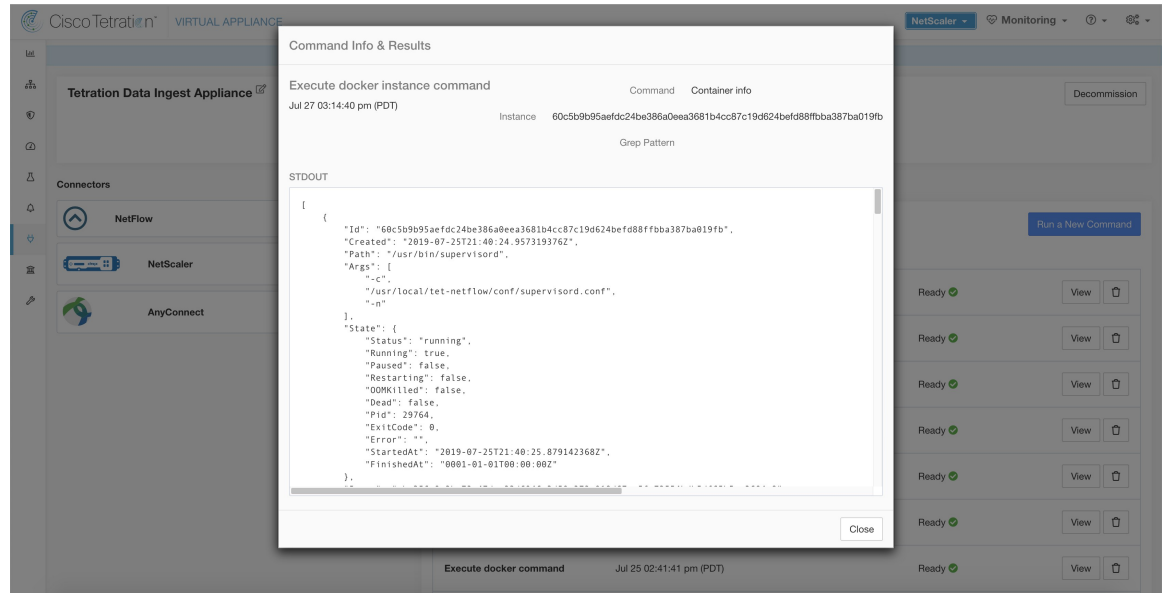 Cisco Tetration™ VIRTUAL APPLIANCE
NetScaler
Monitoring
Command Info & Results
Tetration Data Ingest Appliance
Decommission
Execute docker instance command
Jul 27 03:14:40 pm (PDT)
Command Container info
Instance 60c5b9b95aefdc24be386a0eea3681b4cc87c19d624befd88ffbba387ba019fb
Grep Pattern
STDOUT
Connectors
NetFlow
NetScaler
AnyConnect
[
{
"Id": "60c5b9b95aefdc24be386a0eea3681b4cc87c19d624befd88ffbba387ba019fb",
"Created": "2019-07-25T21:40:24.957319376Z",
"Path": "/usr/bin/supervisord",
"Args": [
"-c",
"/usr/local/tet-netflow/conf/supervisord.conf",
"-n"
],
"State": {
"Status": "running",
"Running": true,
"Paused": false,
"Restarting": false,
"OOMKilled": false,
"Dead": false,
"Pid": 29764,
"ExitCode": 0,
"Error": "",
"StartedAt": "2019-07-25T21:40:25.879142368Z",
"FinishedAt": "0001-01-01T00:00:00Z"
},
Close
Run a New Command
Ready View
Ready View
Ready View
Ready View
Ready View
Ready View
Execute docker command Jul 25 02:41:41 pm (PDT) Ready View